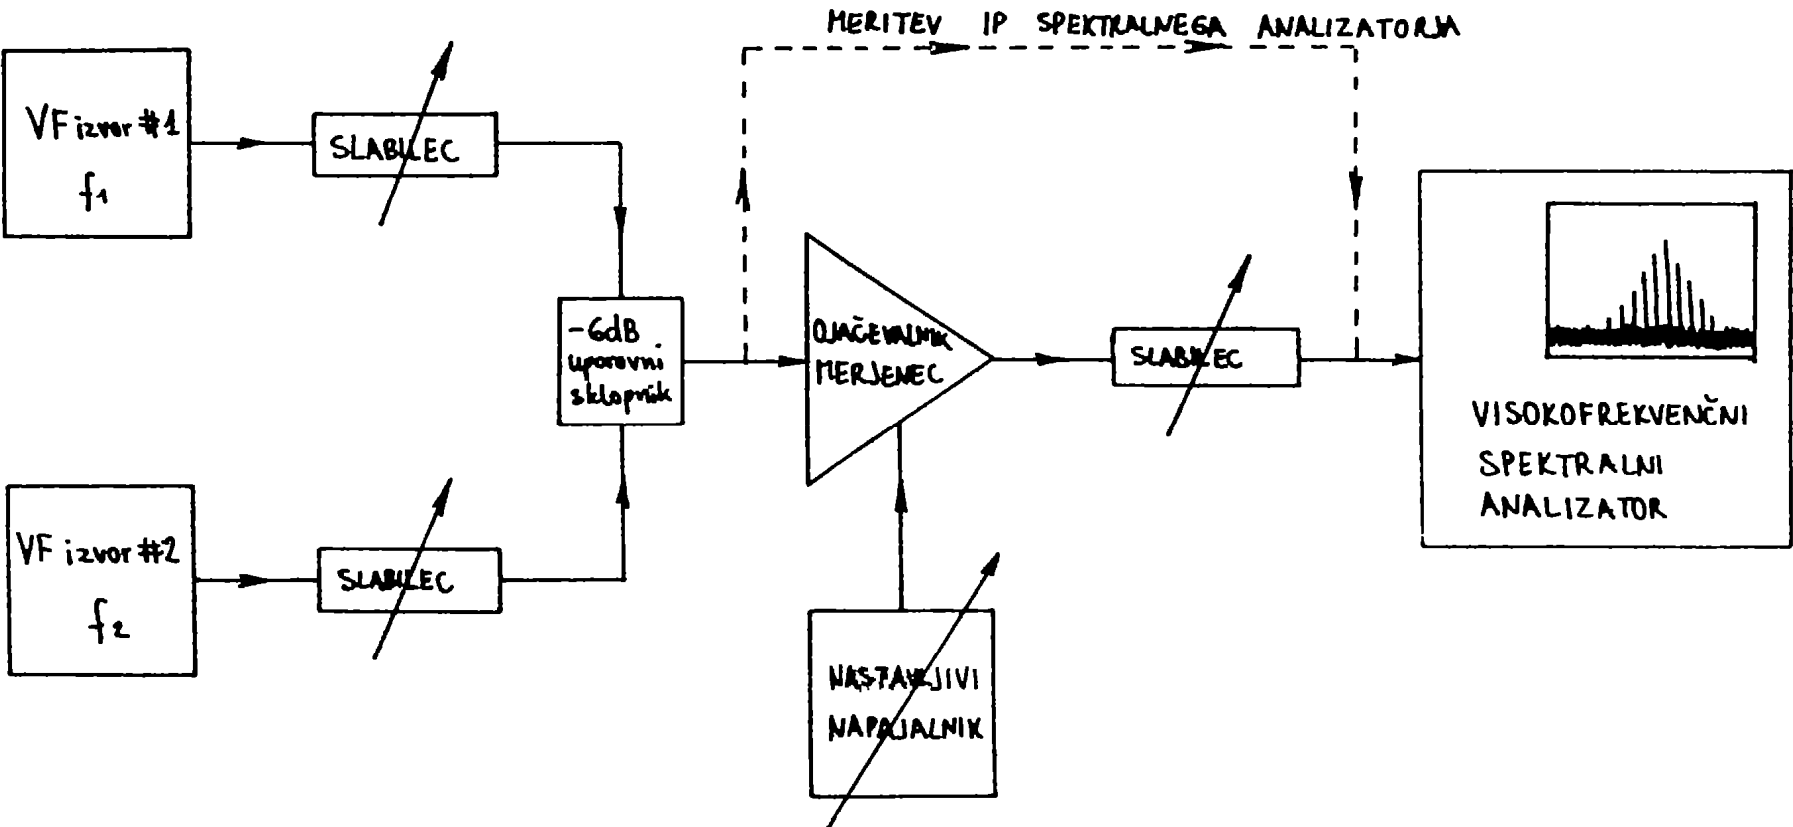 MERITEV IP SPEKTRALNEGA ANALIZATORJA
VF izvor #1
f1
SLABILEC
-6dB
uporovni
sklopnik
OJAČEVALNIK
MERJENEC
SLABILEC
VISOKOFREKVENČNI
SPEKTRALNI
ANALIZATOR
VF izvor #2
f2
SLABILEC
NASTAVLJIVI
NAPAJALNIK